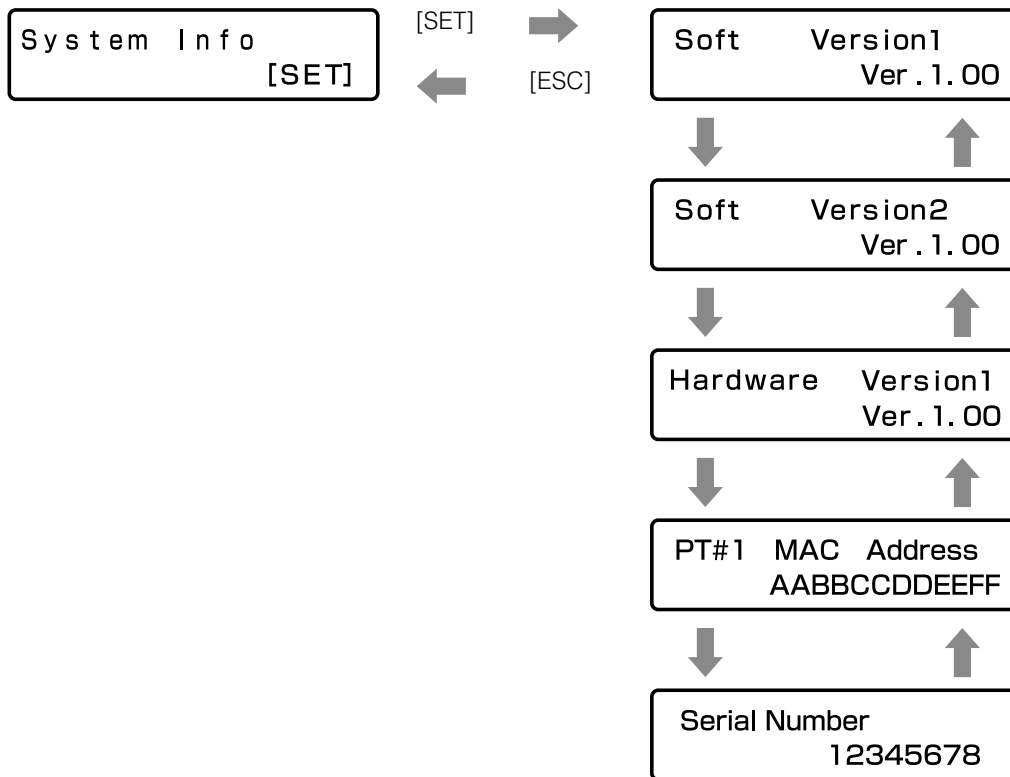 System Info
[SET]
[SET]
[ESC]
Soft Version1
Ver.1.00
Soft Version2
Ver.1.00
Hardware Version1
Ver.1.00
PT#1 MAC Address
AABBCCDDEEFF
Serial Number
12345678